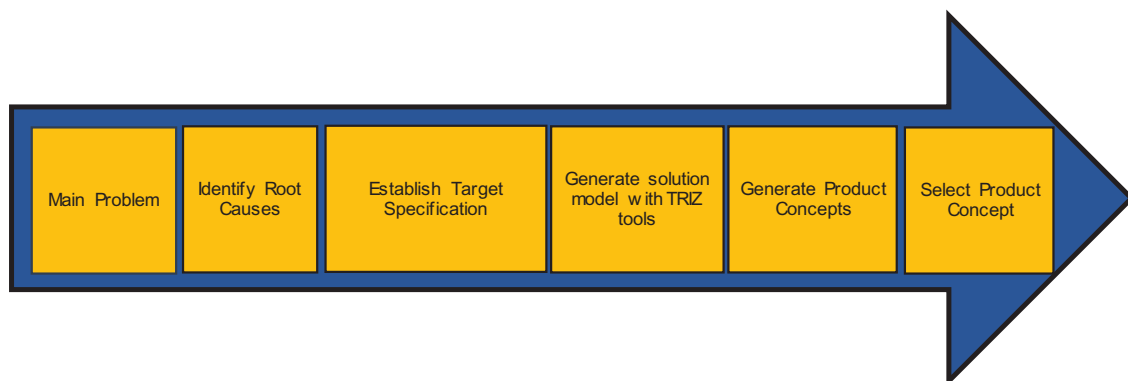 Main Problem
Identify Root
Causes
Establish Target
Specification
Generate solution
model with TRIZ
tools
Generate Product
Concepts
Select Product
Concept